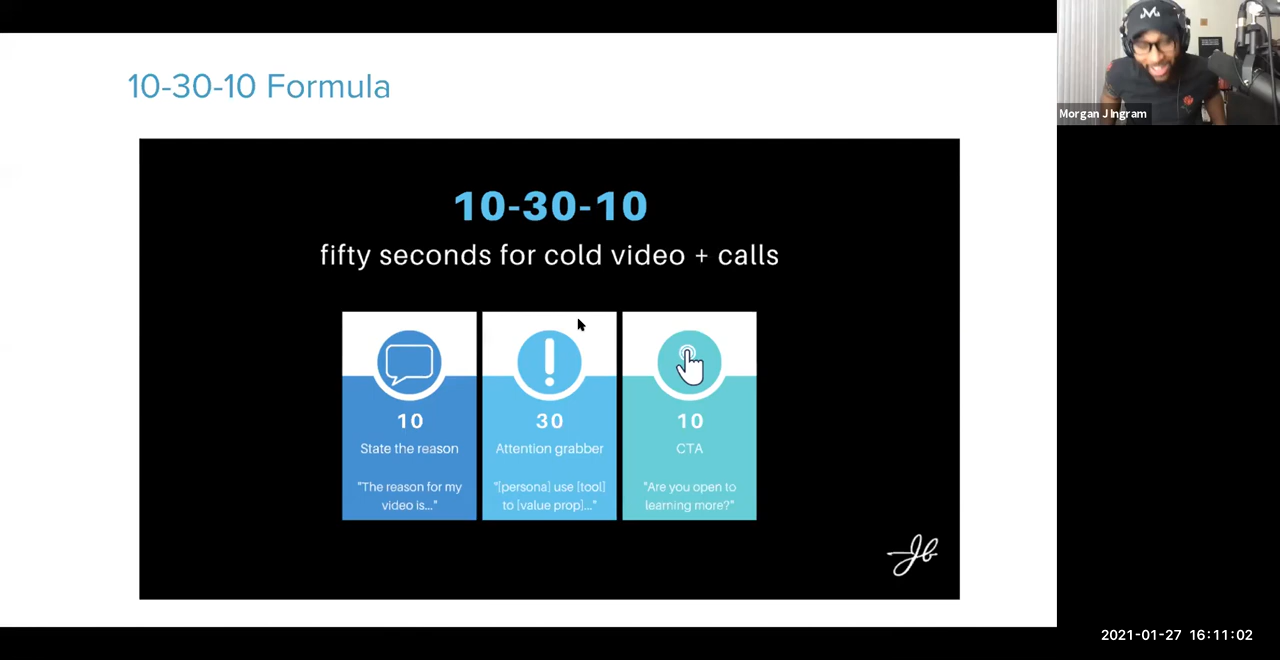 10-30-10 Formula
10-30-10
fifty seconds for cold video + calls
10
State the reason
"The reason for my
video is..."
30
Attention grabber
"[persona] use [tool]
to [value prop]..."
10
CTA
"Are you open to
learning more?"
Morgan J Ingram
2021-01-27 16:11:02